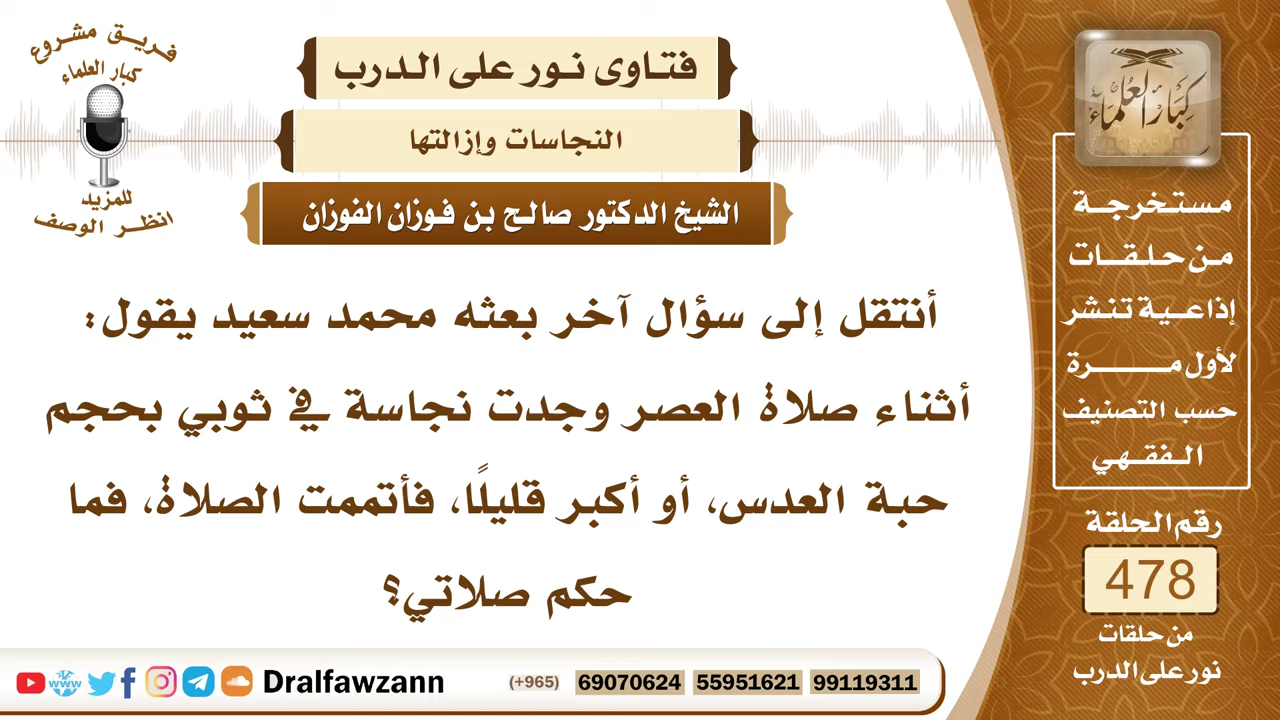 فريق مشروع
كبار العلماء
للمزيد
انظر الوصف
فتاوى نور على الدرب
النجاسات وإزالتها
الشيخ الدكتور صالح بن فوزان الفوزان
أنتقل إلى سؤال آخر بعثه محمد سعيد يقول:
أثناء صلاة العصر وجدت نجاسة في ثوبي بحجم
حبة العدس، أو أكبر قليلًا، فأتممت الصلاة، فما
حكم صلاتي؟
كبار العلماء
مستخرجة
من حلقات
إذاعية تنشر
لأول مرة
حسب التصنيف
الفقهي
رقم الحلقة
478
من حلقات
نور على الدرب
www Dralfawzann (+965) 69070624 55951621 99119311